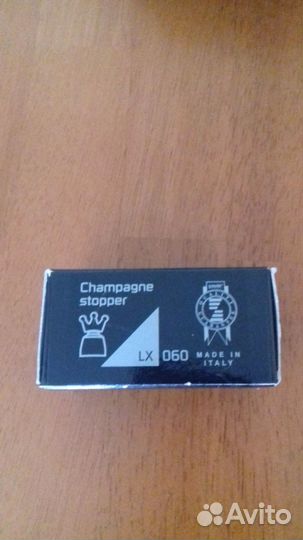 Champagne
stopper
LX 060
MADE IN
ITALY
Avito